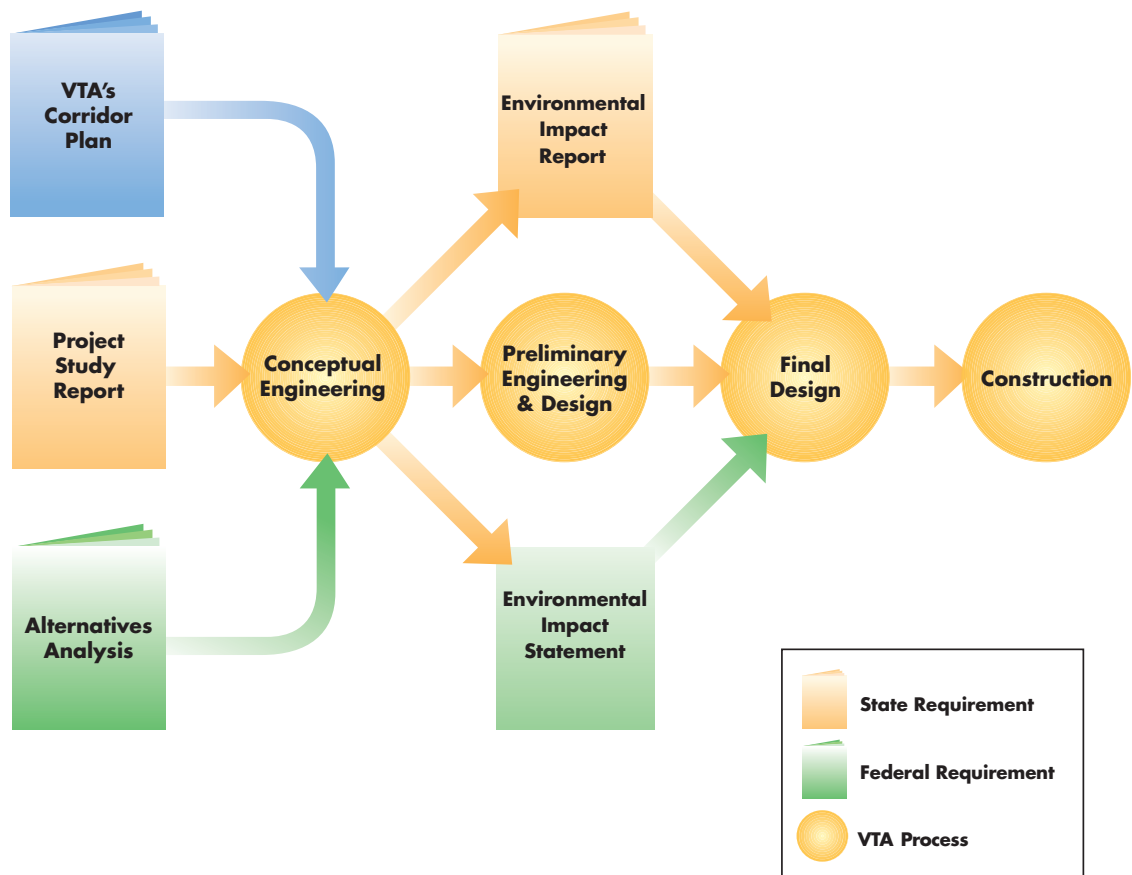 VTA's
Corridor
Plan
Environmental
Impact
Report
Project
Study
Report
Conceptual
Engineering
Preliminary
Engineering
& Design
Final
Design
Construction
Alternatives
Analysis
Environmental
Impact
Statement
State Requirement
Federal Requirement
VTA Process